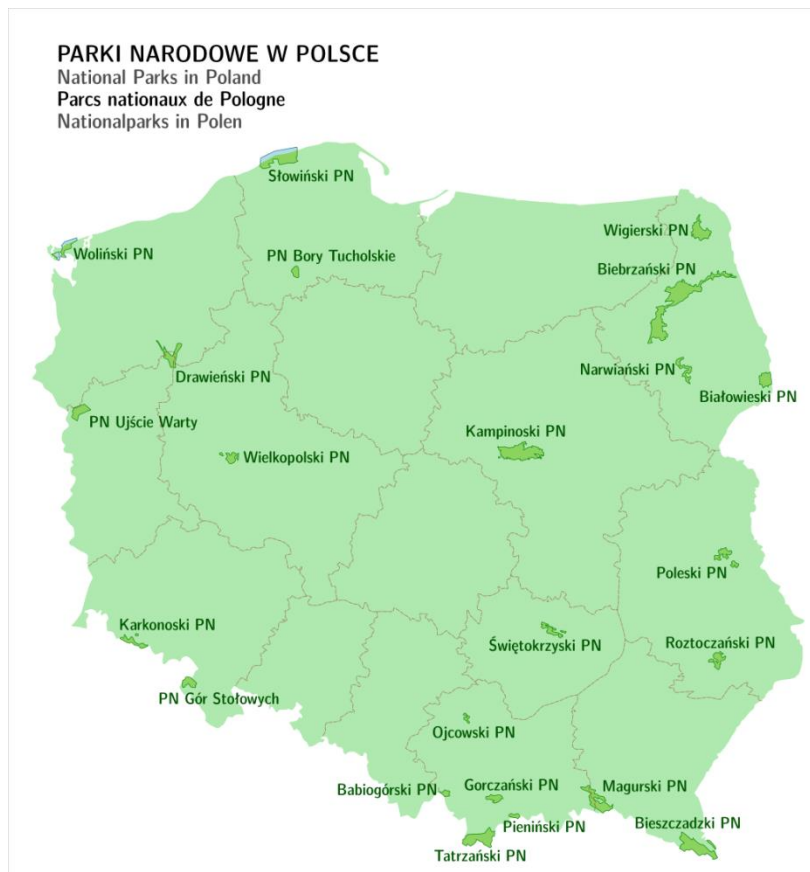 PARKI NARODOWE W POLSCE
National Parks in Poland
Parcs nationaux de Pologne
Nationalparks in Polen
Słowiński PN
Wigierski PN
Woliński PN
PN Bory Tucholskie
Biebrzański PN
Drawieński PN
Narwiański PN
Białowieski PN
PN Ujście Warty
Kampinoski PN
Wielkopolski PN
Poleski PN
Karkonoski PN
Świętokrzyski PN
Roztoczański PN
PN Gór Stołowych
Ojcowski PN
Babiogórski PN
Gorczański PN
Magurski PN
Pieniński PN
Bieszczadzki PN
Tatrzański PN